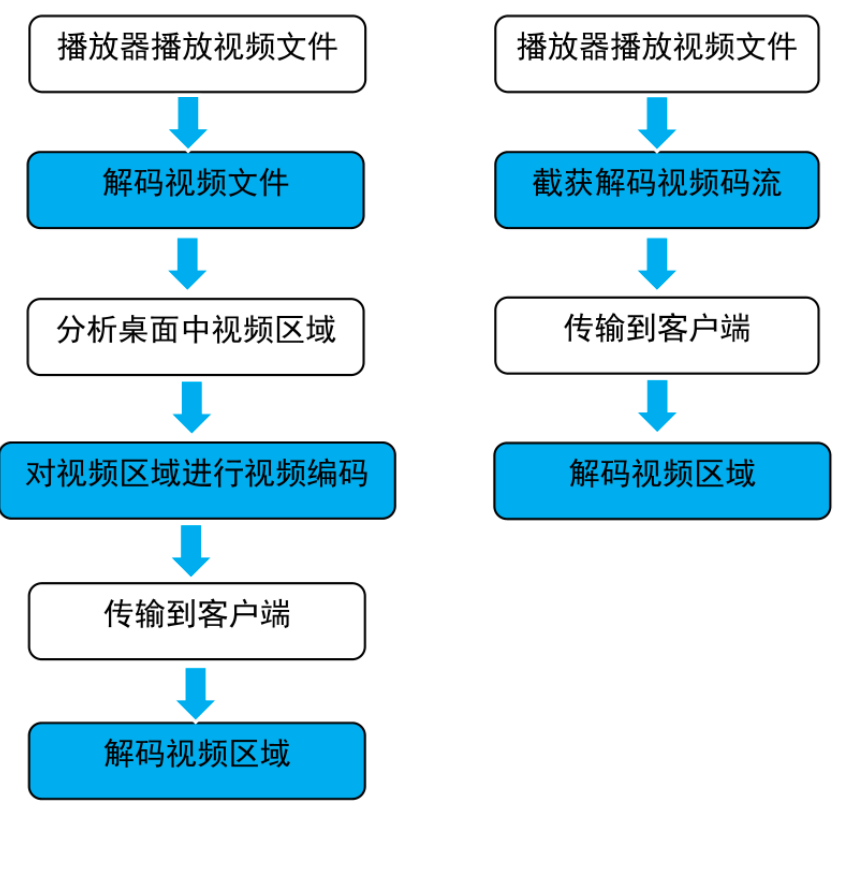 播放器播放视频文件
解码视频文件
分析桌面中视频区域
对视频区域进行视频编码
传输到客户端
解码视频区域
播放器播放视频文件
截获解码视频码流
传输到客户端
解码视频区域